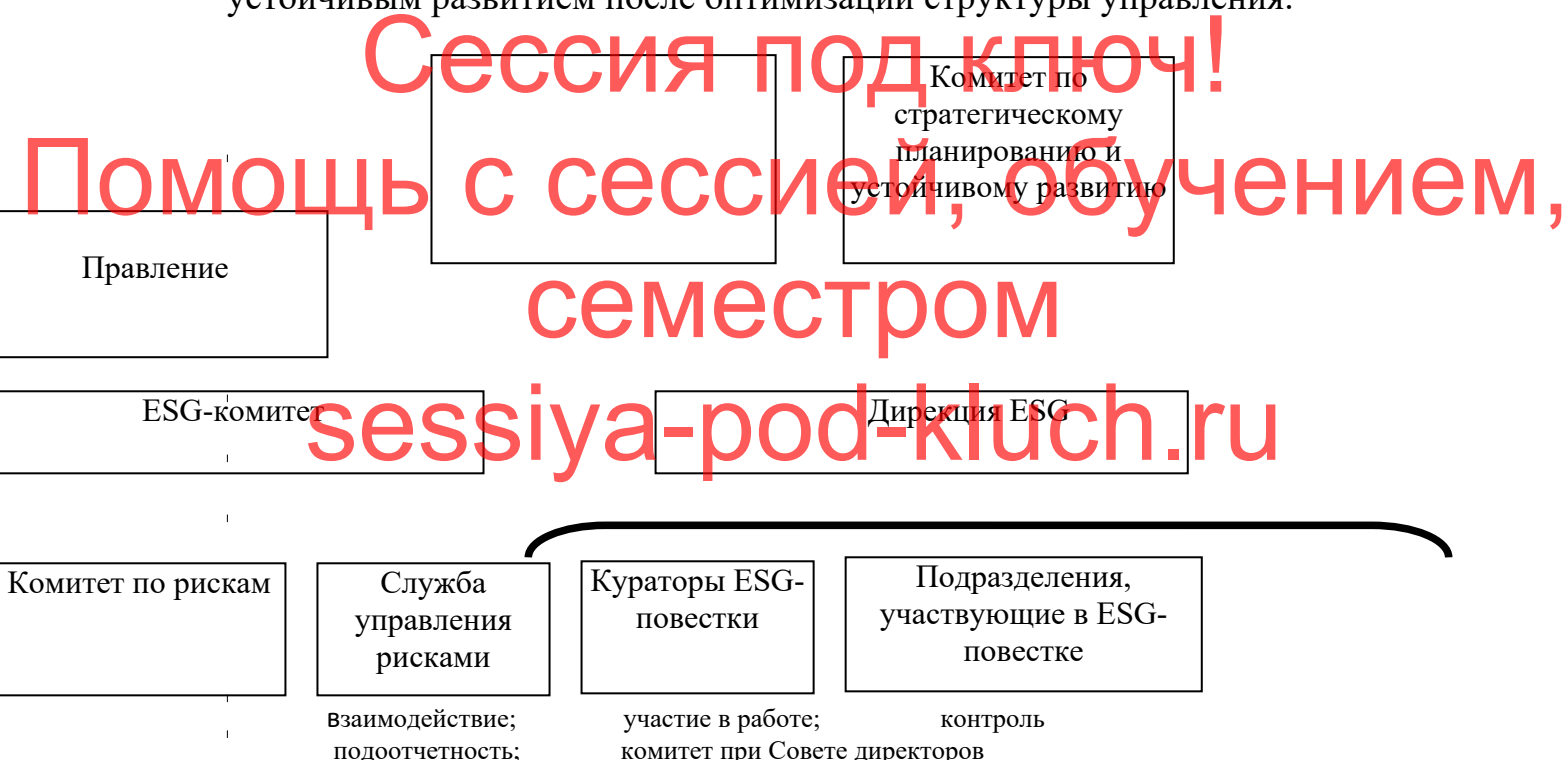 устойчивым развитием после оптимизации структуры управления.
Сессия под ключ!
Помощь с сессией, обучением,
семестром
sessiya-pod-kluch.ru
Комитет по
стратегическому
планированию и
устойчивому развитию
Правление
ESG-комитет
Дирекция ESG
Комитет по рискам
Служба
управления
рисками
Кураторы ESG-
повестки
Подразделения,
участвующие в ESG-
повестке
взаимодействие; участие в работе; контроль
подоотчетность; комитет при Совете директоров